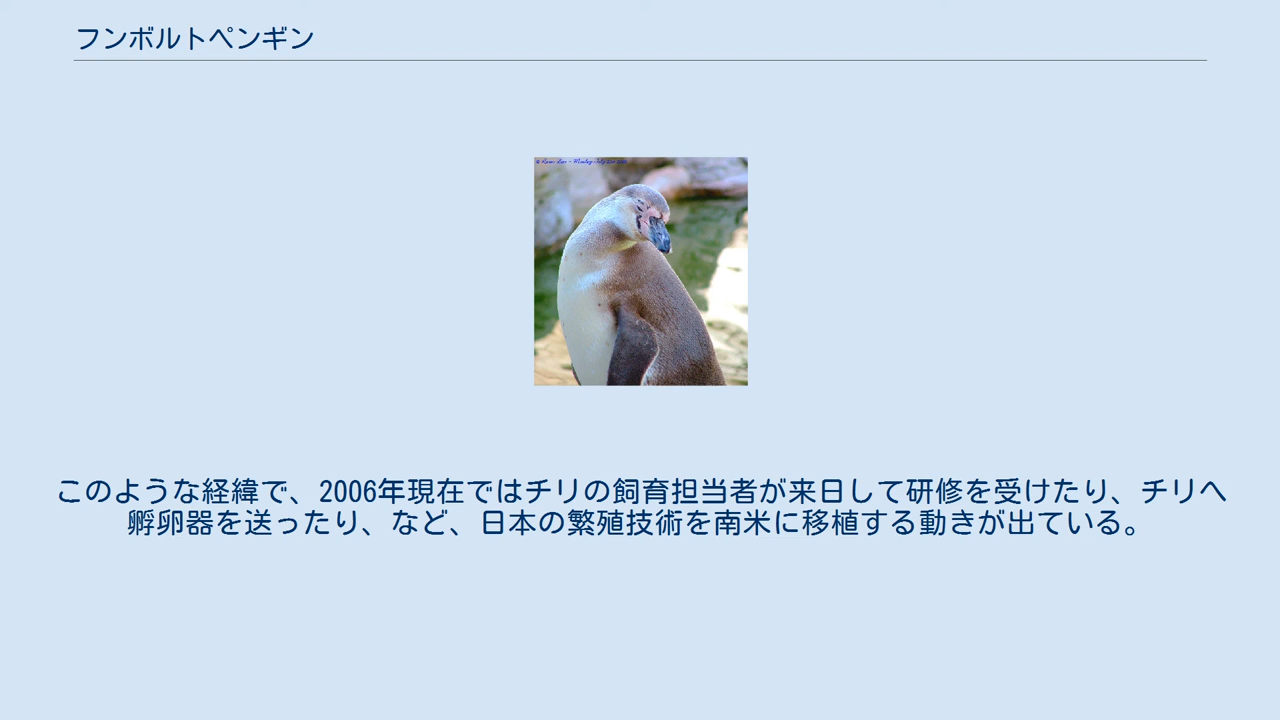 フンボルトペンギン
このような経緯で、2006年現在ではチリの飼育担当者が来日して研修を受けたり、チリへ
孵卵器を送ったり、など、日本の繁殖技術を南米に移植する動きが出ている。